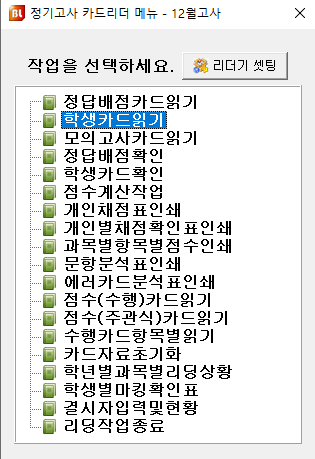 정기고사 카드리더 메뉴 - 12월고사
작업을 선택하세요. 리더기 셋팅
정답배점카드읽기
학생카드읽기
모의고사카드읽기
정답배점확인
학생카드확인
점수계산작업
개인채점표인쇄
개인별채점확인표인쇄
과목별항목별점수인쇄
문항분석표인쇄
에러카드분석표인쇄
점수(수행)카드읽기
점수(주관식)카드읽기
수행카드항목별읽기
카드자료초기화
학년별과목별리딩상황
학생별마킹확인표
결시자입력및현황
리딩작업종료